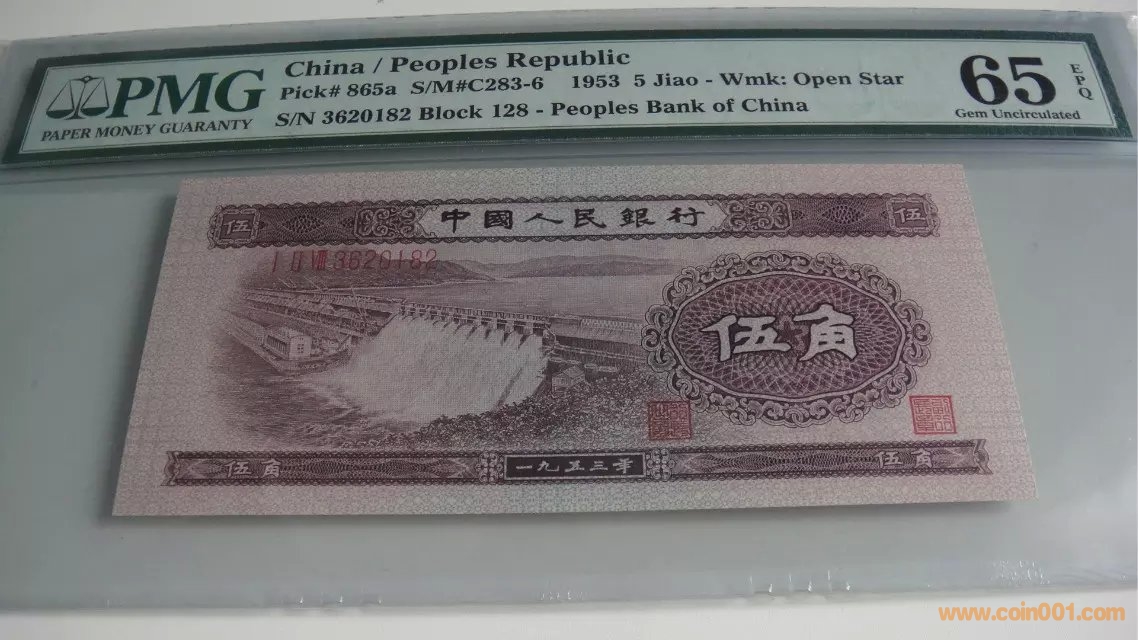 PMG
PAPER MONEY GUARANTY
China / Peoples Republic
Pick# 865a S/M#C283-6 1953 5 Jiao - Wmk: Open Star
S/N 3620182 Block 128 - Peoples Bank of China
65 EPQ
Gem Uncirculated
伍 中國人民銀行 伍
I II VIII 3620182
伍角
伍角 一九五三年 伍角
www.coin001.com